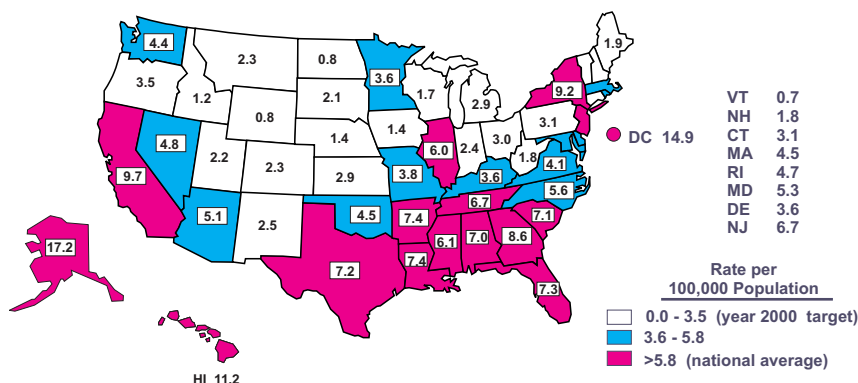 4.4
2.3
0.8
3.6
1.9
3.5
1.2
2.1
1.7
2.9
9.2
0.8
3.1
4.8
2.2
1.4
1.4
6.0
2.4
3.0
1.8
4.1
9.7
2.3
2.9
3.8
3.6
5.6
5.1
2.5
4.5
7.4
6.7
7.1
7.2
7.4
6.1
7.0
8.6
7.3
17.2
HI 11.2
DC 14.9
VT 0.7
NH 1.8
CT 3.1
MA 4.5
RI 4.7
MD 5.3
DE 3.6
NJ 6.7
Rate per
100,000 Population
0.0 - 3.5 (year 2000 target)
3.6 - 5.8
>5.8 (national average)